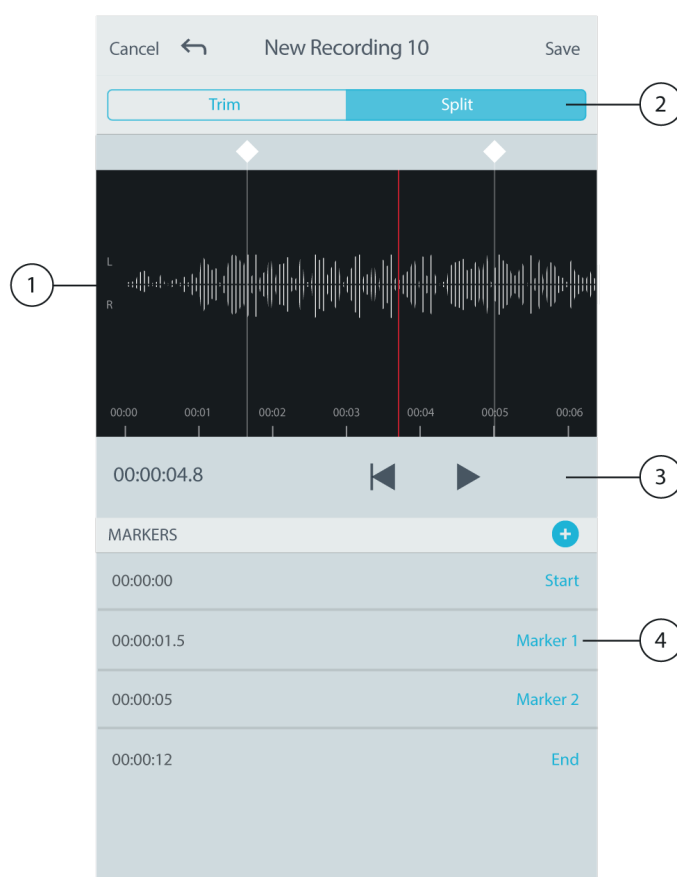 Cancel New Recording 10 Save
Trim Split
2
L
1
R
00:00 00:01 00:02 00:03 00:04 00:05 00:06
00:00:04.8
3
MARKERS +
00:00:00 Start
00:00:01.5 Marker 1
4
00:00:05 Marker 2
00:00:12 End